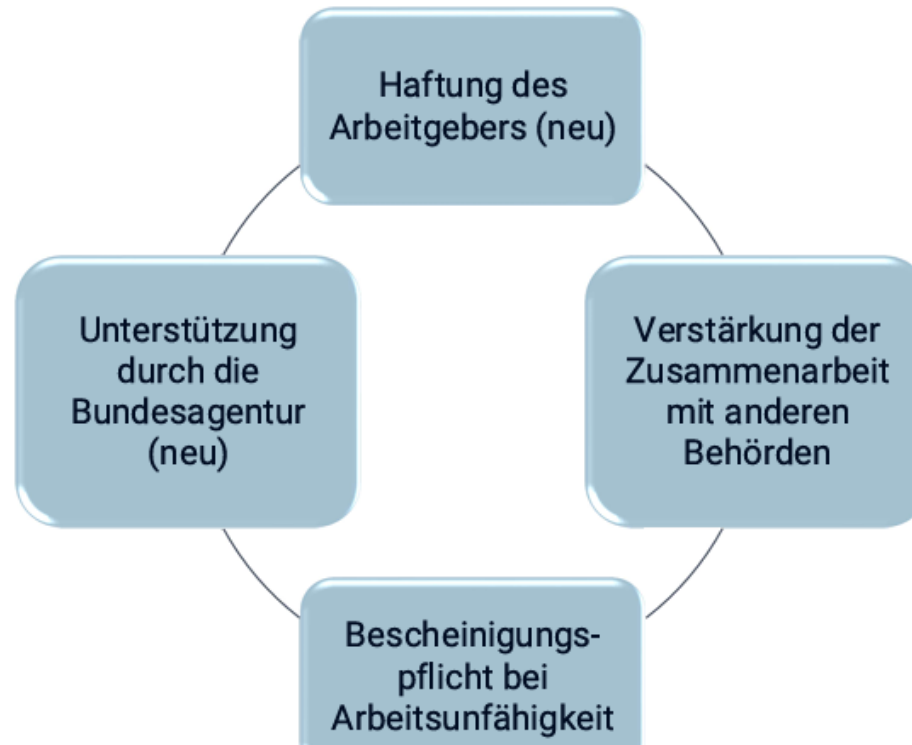 Haftung des
Arbeitgebers (neu)
Unterstützung
durch die
Bundesagentur
(neu)
Verstärkung der
Zusammenarbeit
mit anderen
Behörden
Bescheinigungs-
pflicht bei
Arbeitsunfähigkeit